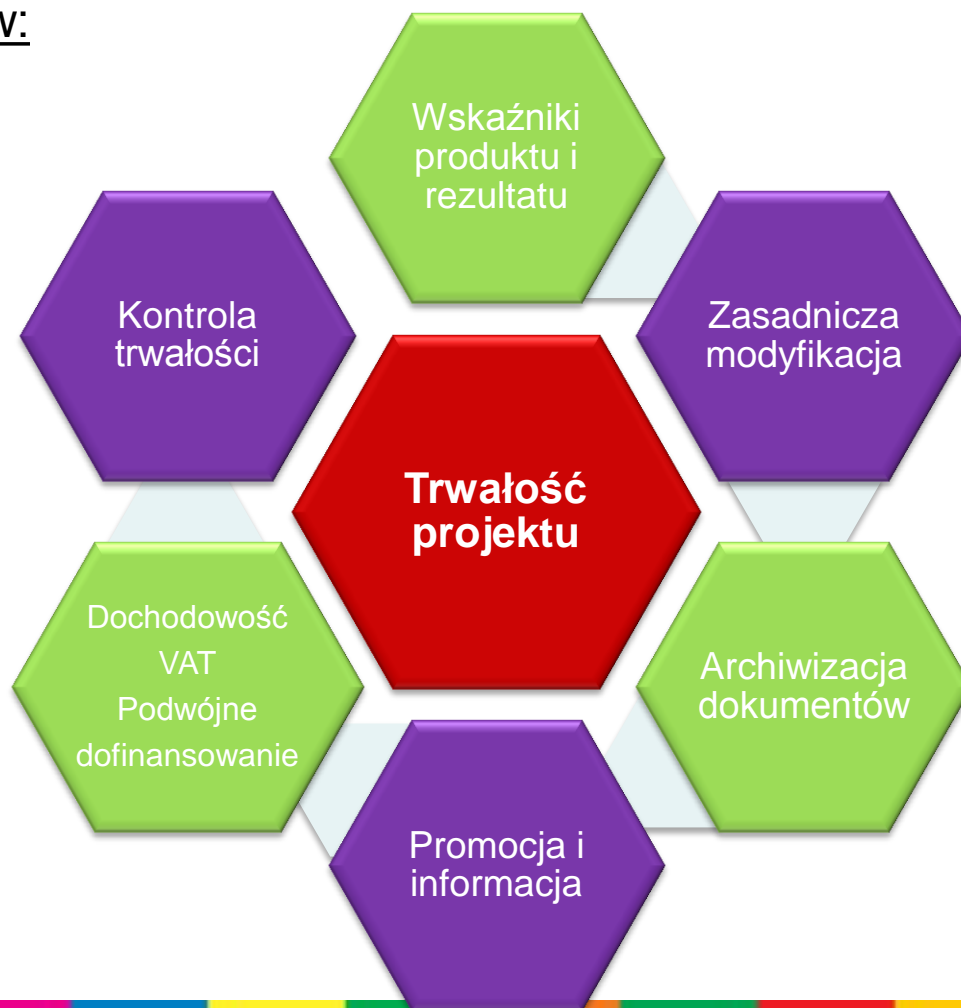 w:
Wskaźniki
produktu i
rezultatu
Zasadnicza
modyfikacja
Archiwizacja
dokumentów
Promocja i
informacja
Dochodowość
VAT
Podwójne
dofinansowanie
Kontrola
trwałości
Trwałość
projektu